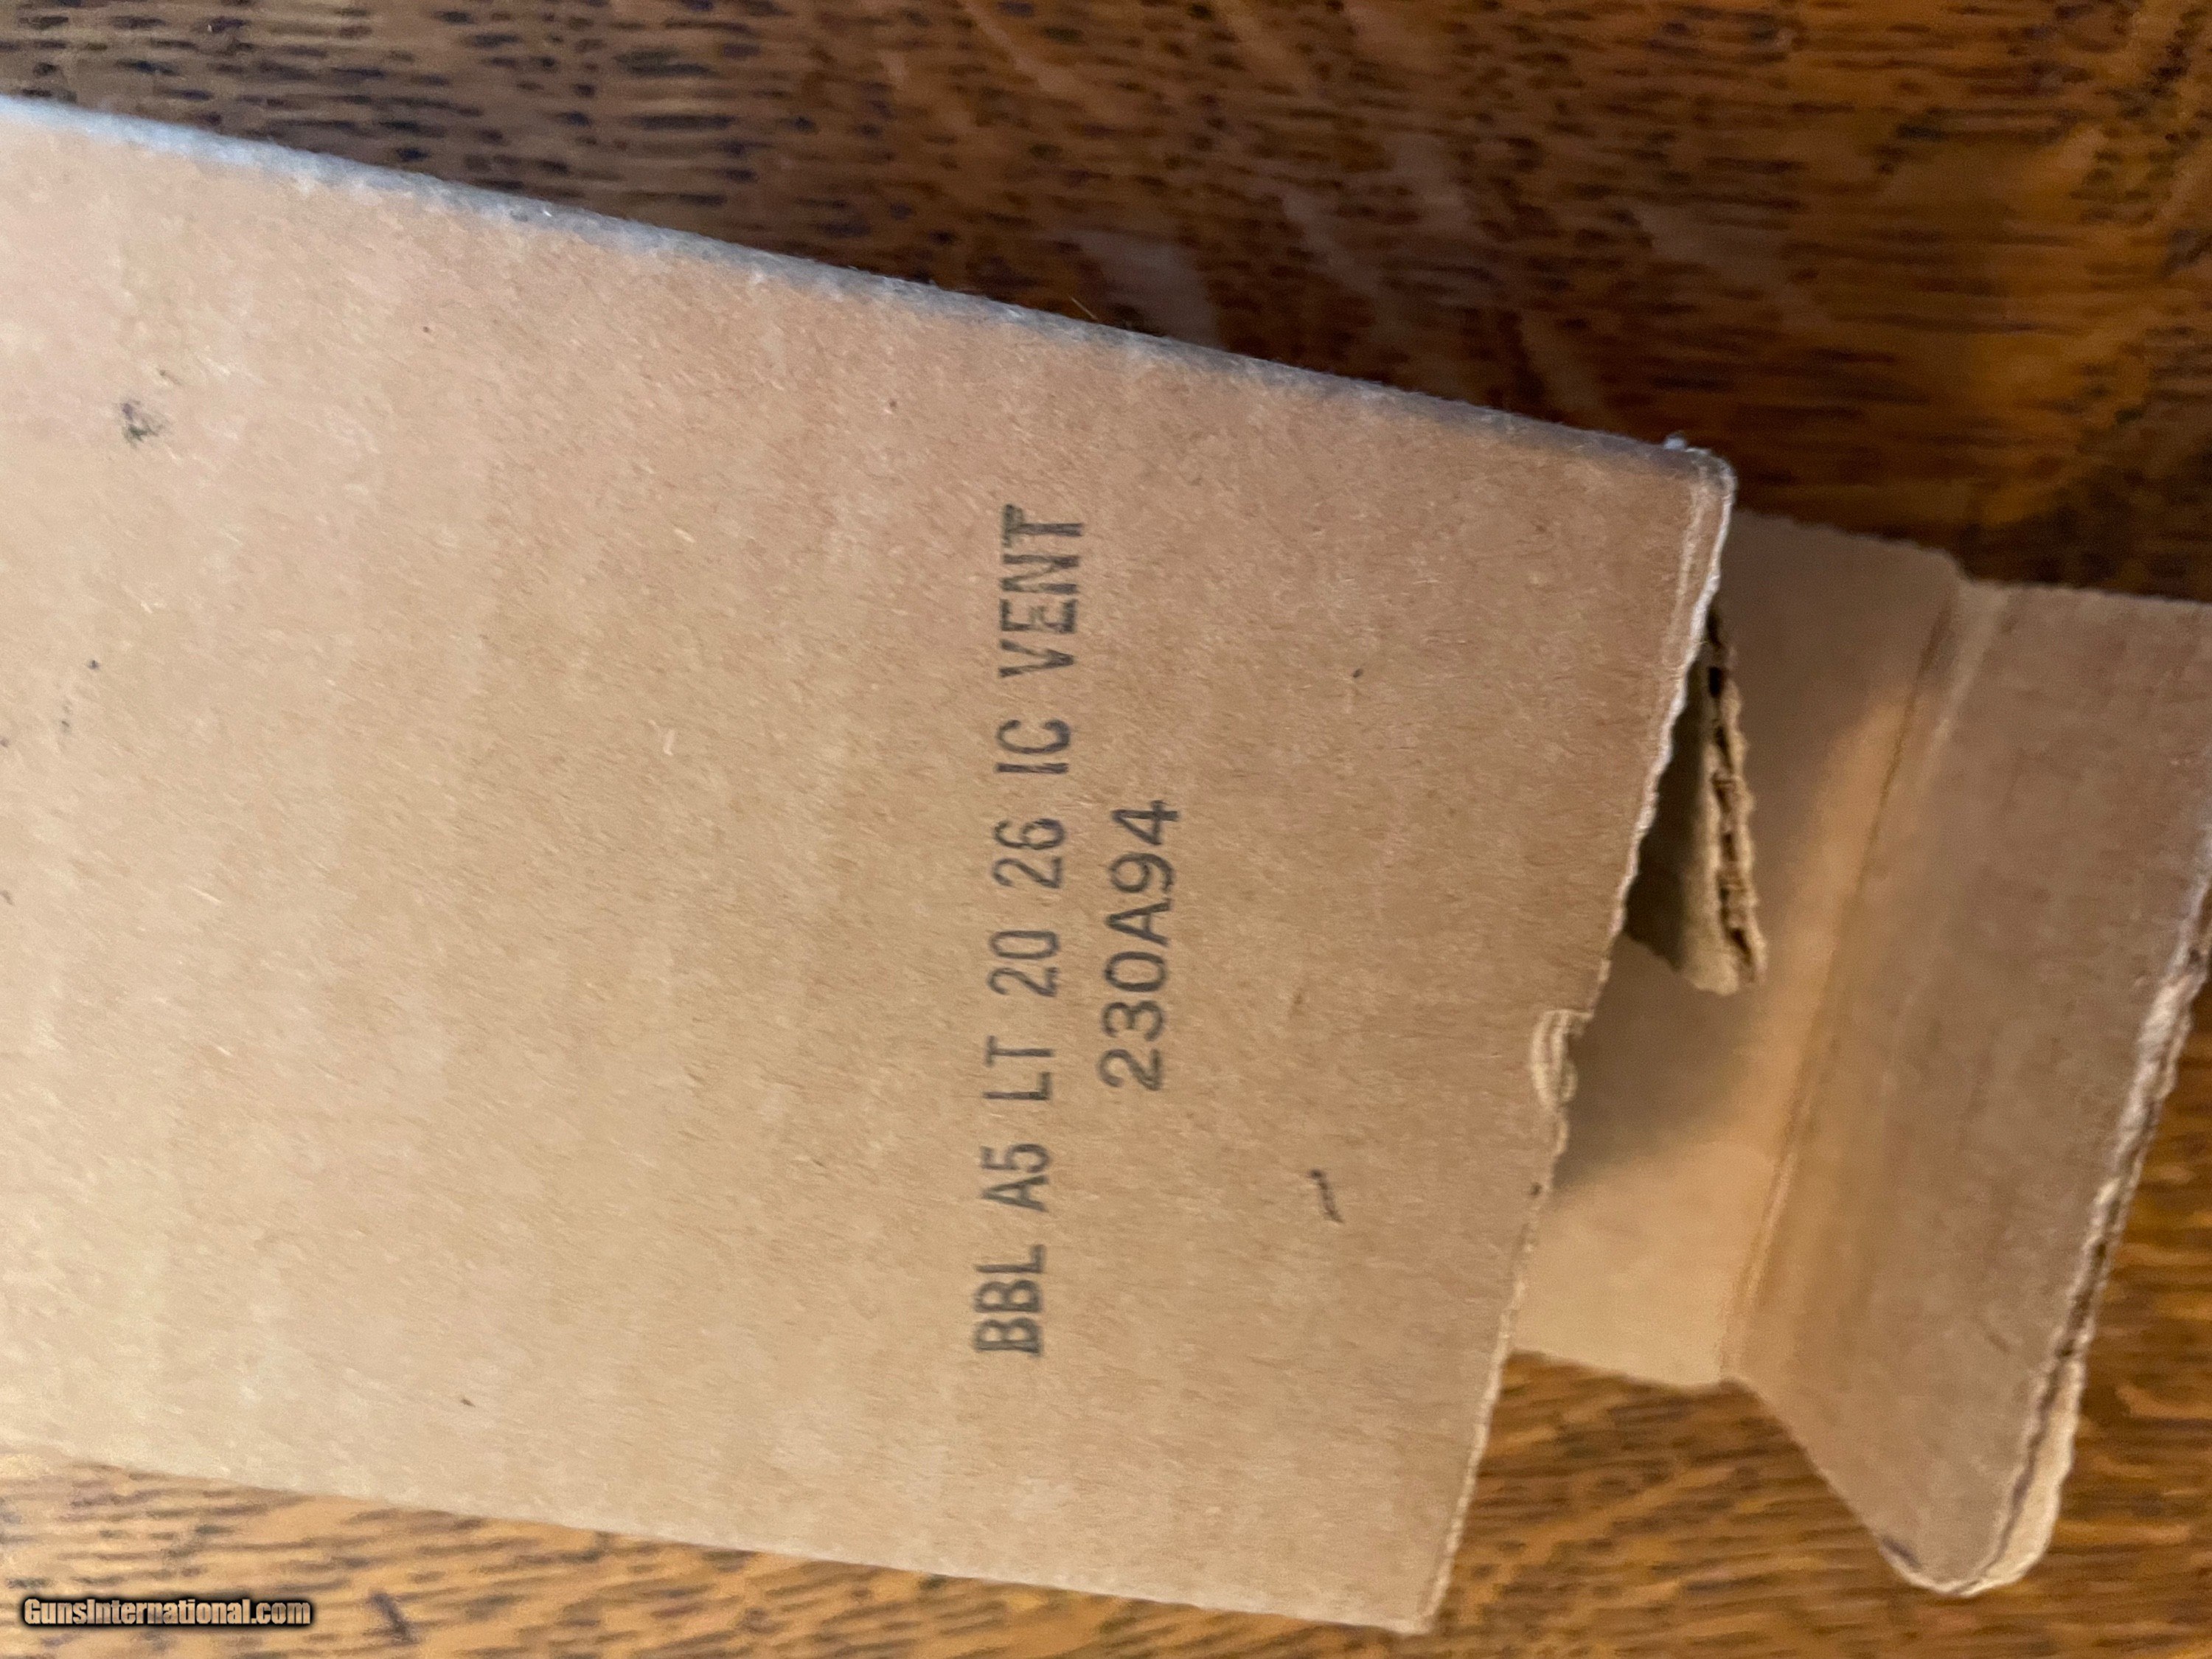 BBL A5 LT 20 26 IC VENT
230A94
GunsInternational.com